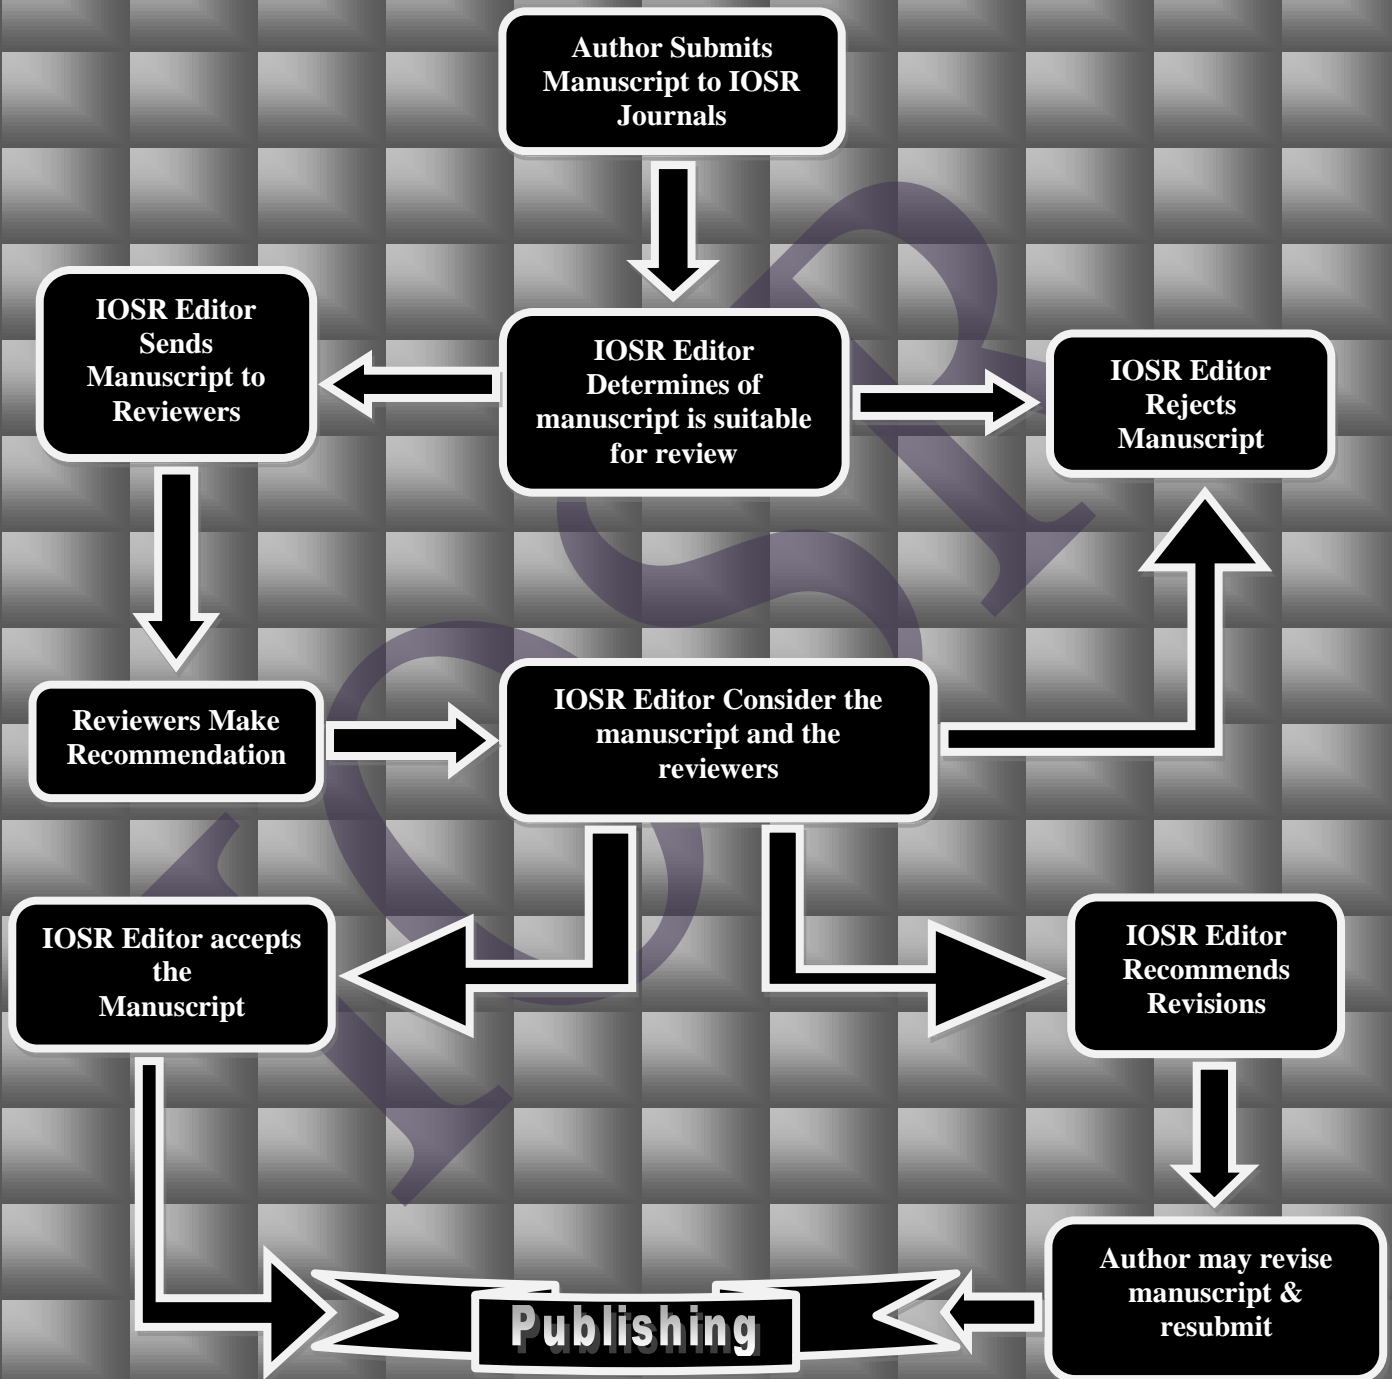 Author Submits
Manuscript to IOSR
Journals
IOSR Editor
Sends
Manuscript to
Reviewers
IOSR Editor
Determines of
manuscript is suitable
for review
IOSR Editor
Rejects
Manuscript
Reviewers Make
Recommendation
IOSR Editor Consider the
manuscript and the
reviewers
IOSR Editor accepts
the
Manuscript
IOSR Editor
Recommends
Revisions
Author may revise
manuscript &
resubmit
Publishing
IOSR